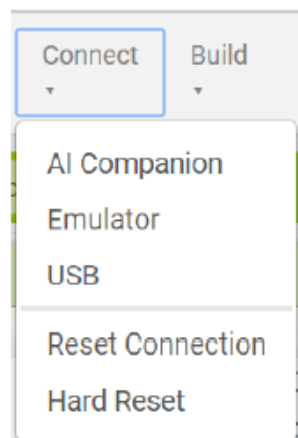 Connect Build
AI Companion
Emulator
USB
Reset Connection
Hard Reset